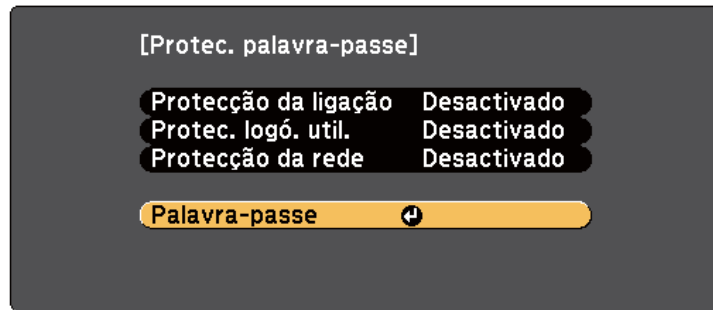 [Protec. palavra-passe]
Protecção da ligação Desactivado
Protec. logó. util. Desactivado
Protecção da rede Desactivado
Palavra-passe